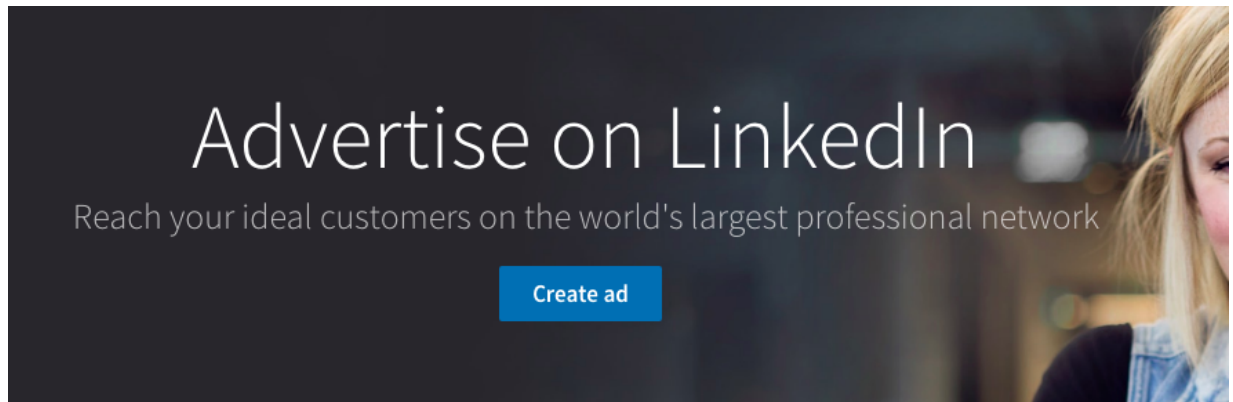 Advertise on LinkedIn
Reach your ideal customers on the world's largest professional network
Create ad